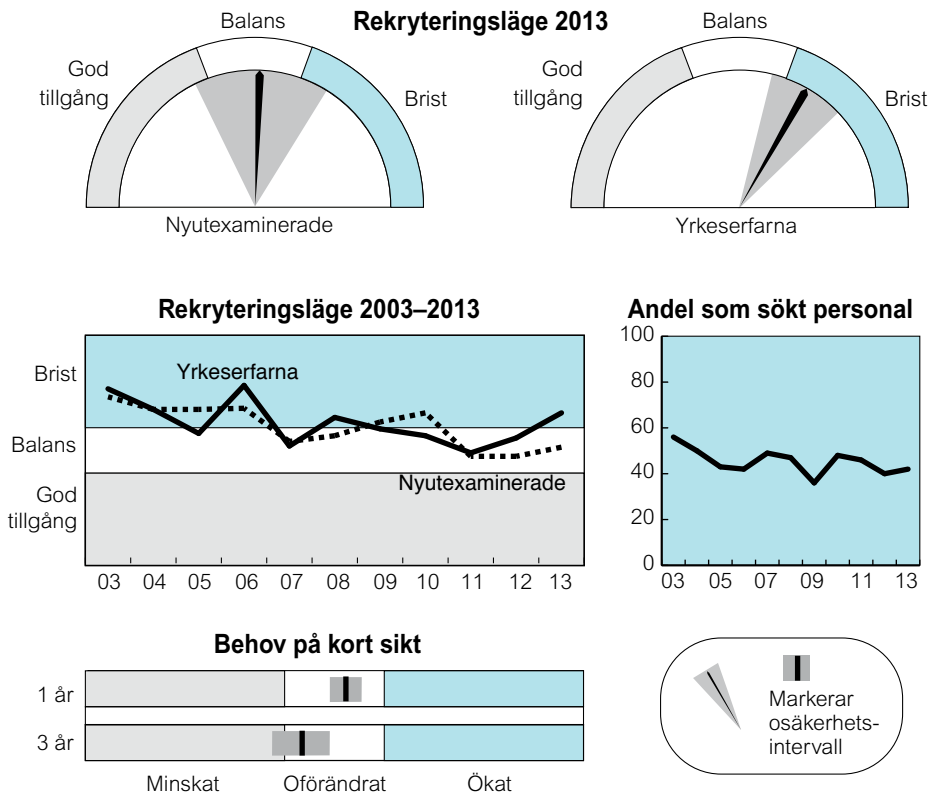 Rekryteringsläge 2013
Balans
God
tillgång
Brist
Nyutexaminerade
Balans
God
tillgång
Brist
Yrkeserfarna
Rekryteringsläge 2003–2013
Brist
Balans
God
tillgång
Yrkeserfarna
Nyutexaminerade
03 04 05 06 07 08 09 10 11 12 13
Andel som sökt personal
100
80
60
40
20
0
03 05 07 09 11 13
Behov på kort sikt
1 år
3 år
Minskat Oförändrat Ökat
Markerar
osäkerhets-
intervall